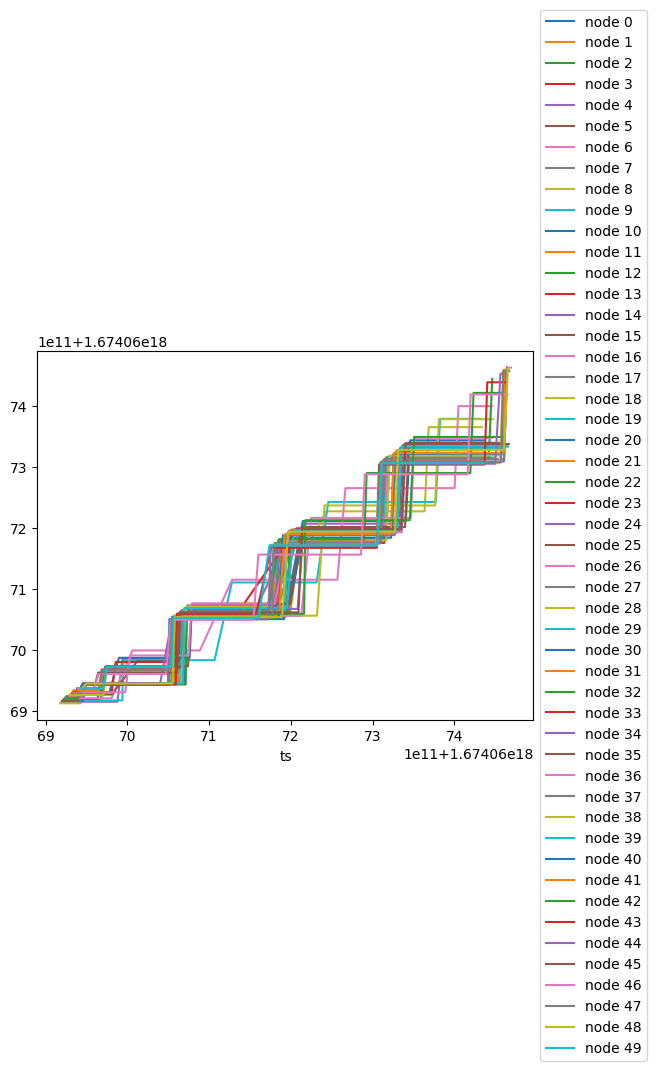 1e11+1.67406e18
74
73
72
71
70
69
69 70 71 72 73 74
ts
1e11+1.67406e18
node 0
node 1
node 2
node 3
node 4
node 5
node 6
node 7
node 8
node 9
node 10
node 11
node 12
node 13
node 14
node 15
node 16
node 17
node 18
node 19
node 20
node 21
node 22
node 23
node 24
node 25
node 26
node 27
node 28
node 29
node 30
node 31
node 32
node 33
node 34
node 35
node 36
node 37
node 38
node 39
node 40
node 41
node 42
node 43
node 44
node 45
node 46
node 47
node 48
node 49